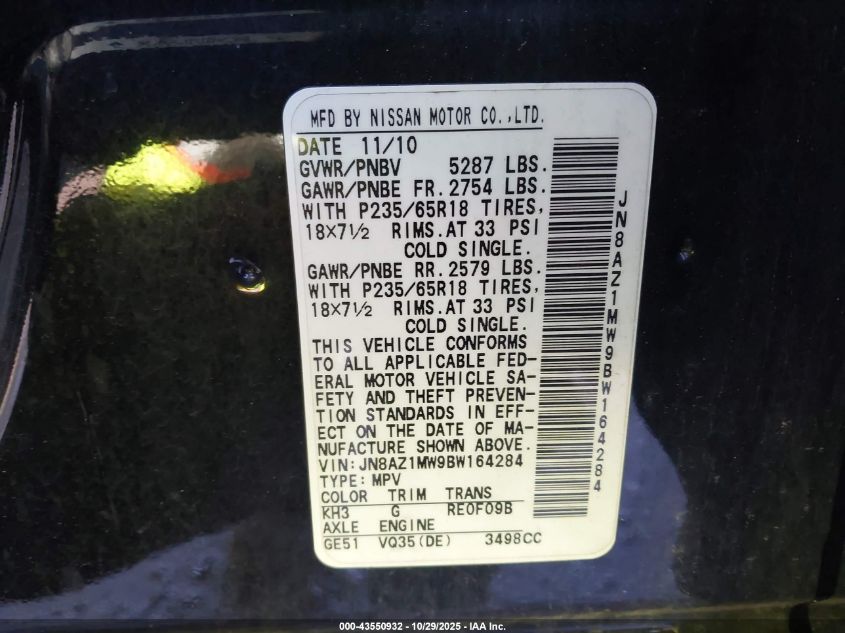 MFD BY NISSAN MOTOR CO.,LTD.
DATE 11/10
GVWR/PNBV 5287 LBS.
GAWR/PNBE FR. 2754 LBS.
WITH P235/65R18 TIRES,
18X7½ RIMS.AT 33 PSI
COLD SINGLE.
GAWR/PNBE RR. 2579 LBS.
WITH P235/65R18 TIRES,
18X7½ RIMS.AT 33 PSI
COLD SINGLE.
THIS VEHICLE CONFORMS
TO ALL APPLICABLE FED-
ERAL MOTOR VEHICLE SA-
FETY AND THEFT PREVEN-
TION STANDARDS IN EFF-
ECT ON THE DATE OF MA-
NUFACTURE SHOWN ABOVE.
VIN:JN8AZ1MW9BW164284
TYPE:MPV
COLOR TRIM TRANS
KH3 G RE0F09B
AXLE ENGINE
GE51 VQ35(DE) 3498CC
JN8AZ1MW9BW164284
000-43550932 - 10/29/2025 - IAA Inc.